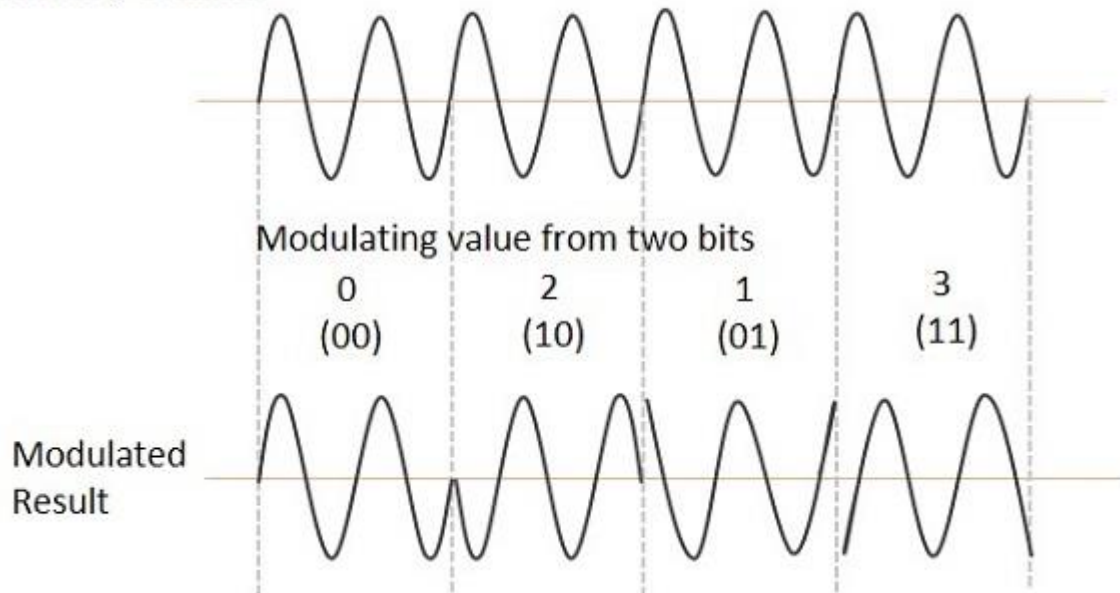 Modulating value from two bits
0 2 1 3
(00) (10) (01) (11)
Modulated
Result